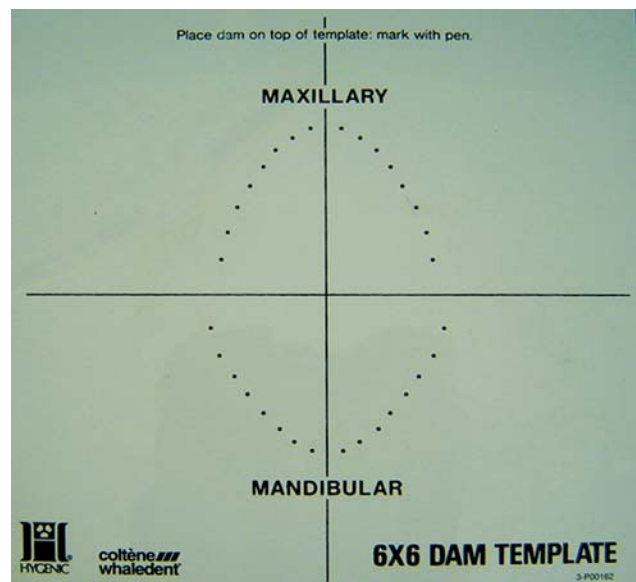 Place dam on top of template: mark with pen.
MAXILLARY
MANDIBULAR
HYGENIC®
coltène
whaledent®
6X6 DAM TEMPLATE
3-P00162